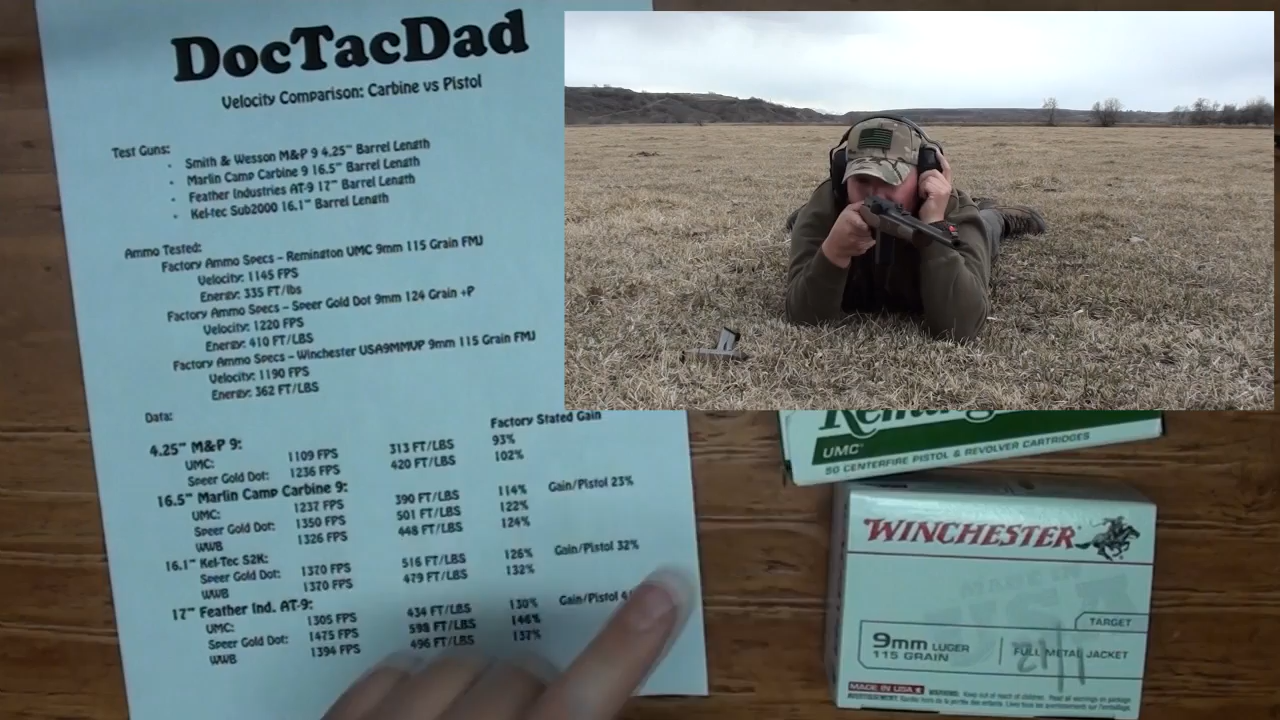 DocTacDad
Velocity Comparison: Carbine vs Pistol
Test Guns:
Smith & Wesson M&P 9 4.25" Barrel Length
Marlin Camp Carbine 9 16.5" Barrel Length
Feather Industries AT-9 17" Barrel Length
Kel-tec Sub2000 16.1" Barrel Length
Ammo Tested:
Factory Ammo Specs - Remington UMC 9mm 115 Grain FMJ
Velocity: 1145 FPS
Energy: 335 FT/lbs
Factory Ammo Specs - Speer Gold Dot 9mm 124 Grain +P
Velocity: 1220 FPS
Energy: 410 FT/LBS
Factory Ammo Specs - Winchester USA9MMVP 9mm 115 Grain FMJ
Velocity: 1190 FPS
Energy: 362 FT/LBS
Data: Factory Stated Gain
4.25" M&P 9:
UMC: 1109 FPS 313 FT/LBS 93%
Speer Gold Dot: 1236 FPS 420 FT/LBS 102%
16.5" Marlin Camp Carbine 9:
UMC: 1237 FPS 390 FT/LBS 114% Gain/Pistol 23%
Speer Gold Dot: 1350 FPS 501 FT/LBS 122%
WWB 1326 FPS 448 FT/LBS 124%
16.1" Kel-Tec S2K:
Speer Gold Dot: 1370 FPS 516 FT/LBS 126% Gain/Pistol 32%
WWB 1370 FPS 479 FT/LBS 132%
17" Feather Ind. AT-9:
UMC: 1305 FPS 434 FT/LBS 130% Gain/Pistol
Speer Gold Dot: 1475 FPS 598 FT/LBS 146%
WWB 1394 FPS 496 FT/LBS 137%
UMC
50 CENTERFIRE PISTOL & REVOLVER CARTRIDGES
WINCHESTER
TARGET
9mm LUGER
115 GRAIN
FULL METAL JACKET
MADE IN USA